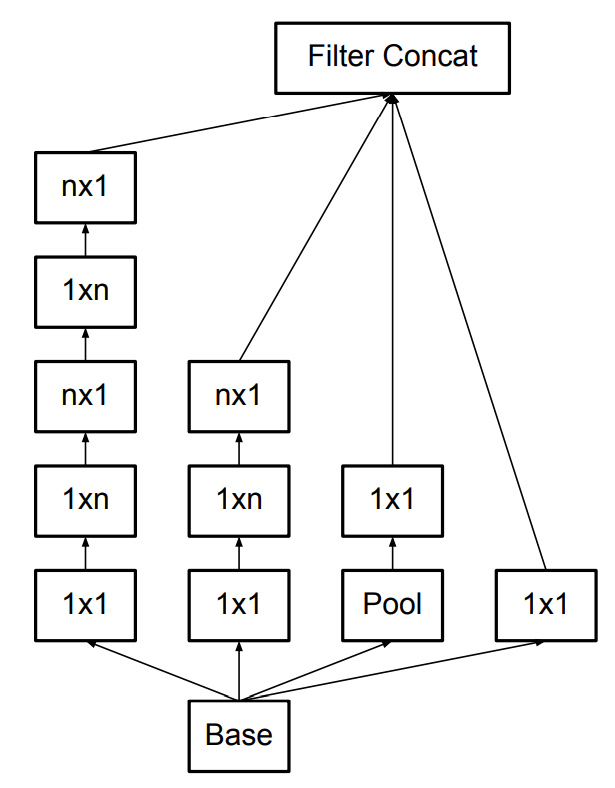 Filter Concat
nx1
1xn
nx1
nx1
1xn
1xn
1x1
1x1
1x1
Pool
1x1
Base